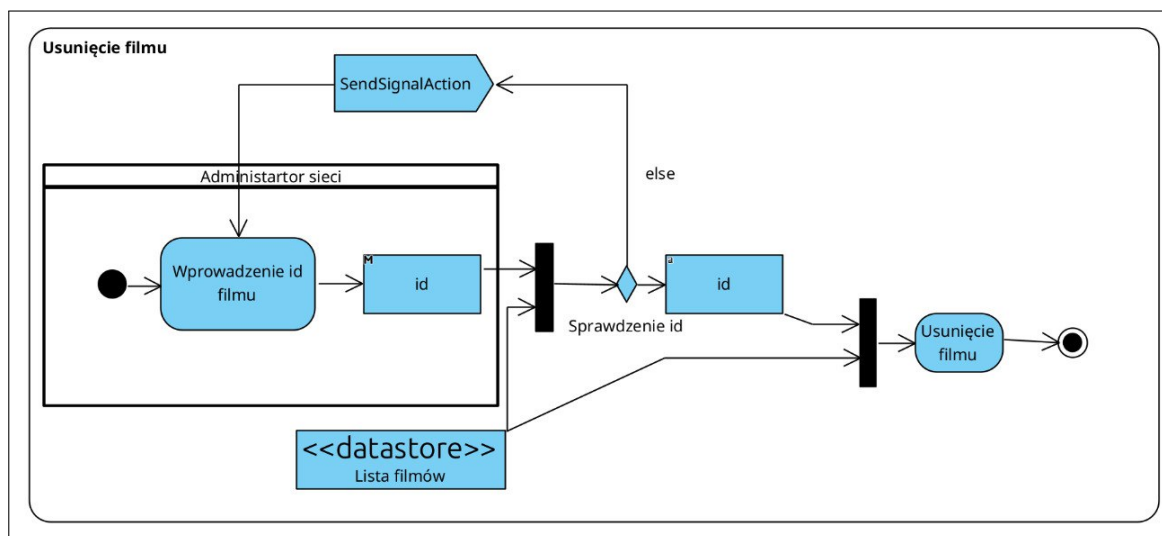 Usunięcie filmu
SendSignalAction
else
Administartor sieci
Wprowadzenie id
filmu
M
id
id
Sprawdzenie id
Usunięcie
filmu
<<datastore>>
Lista filmów